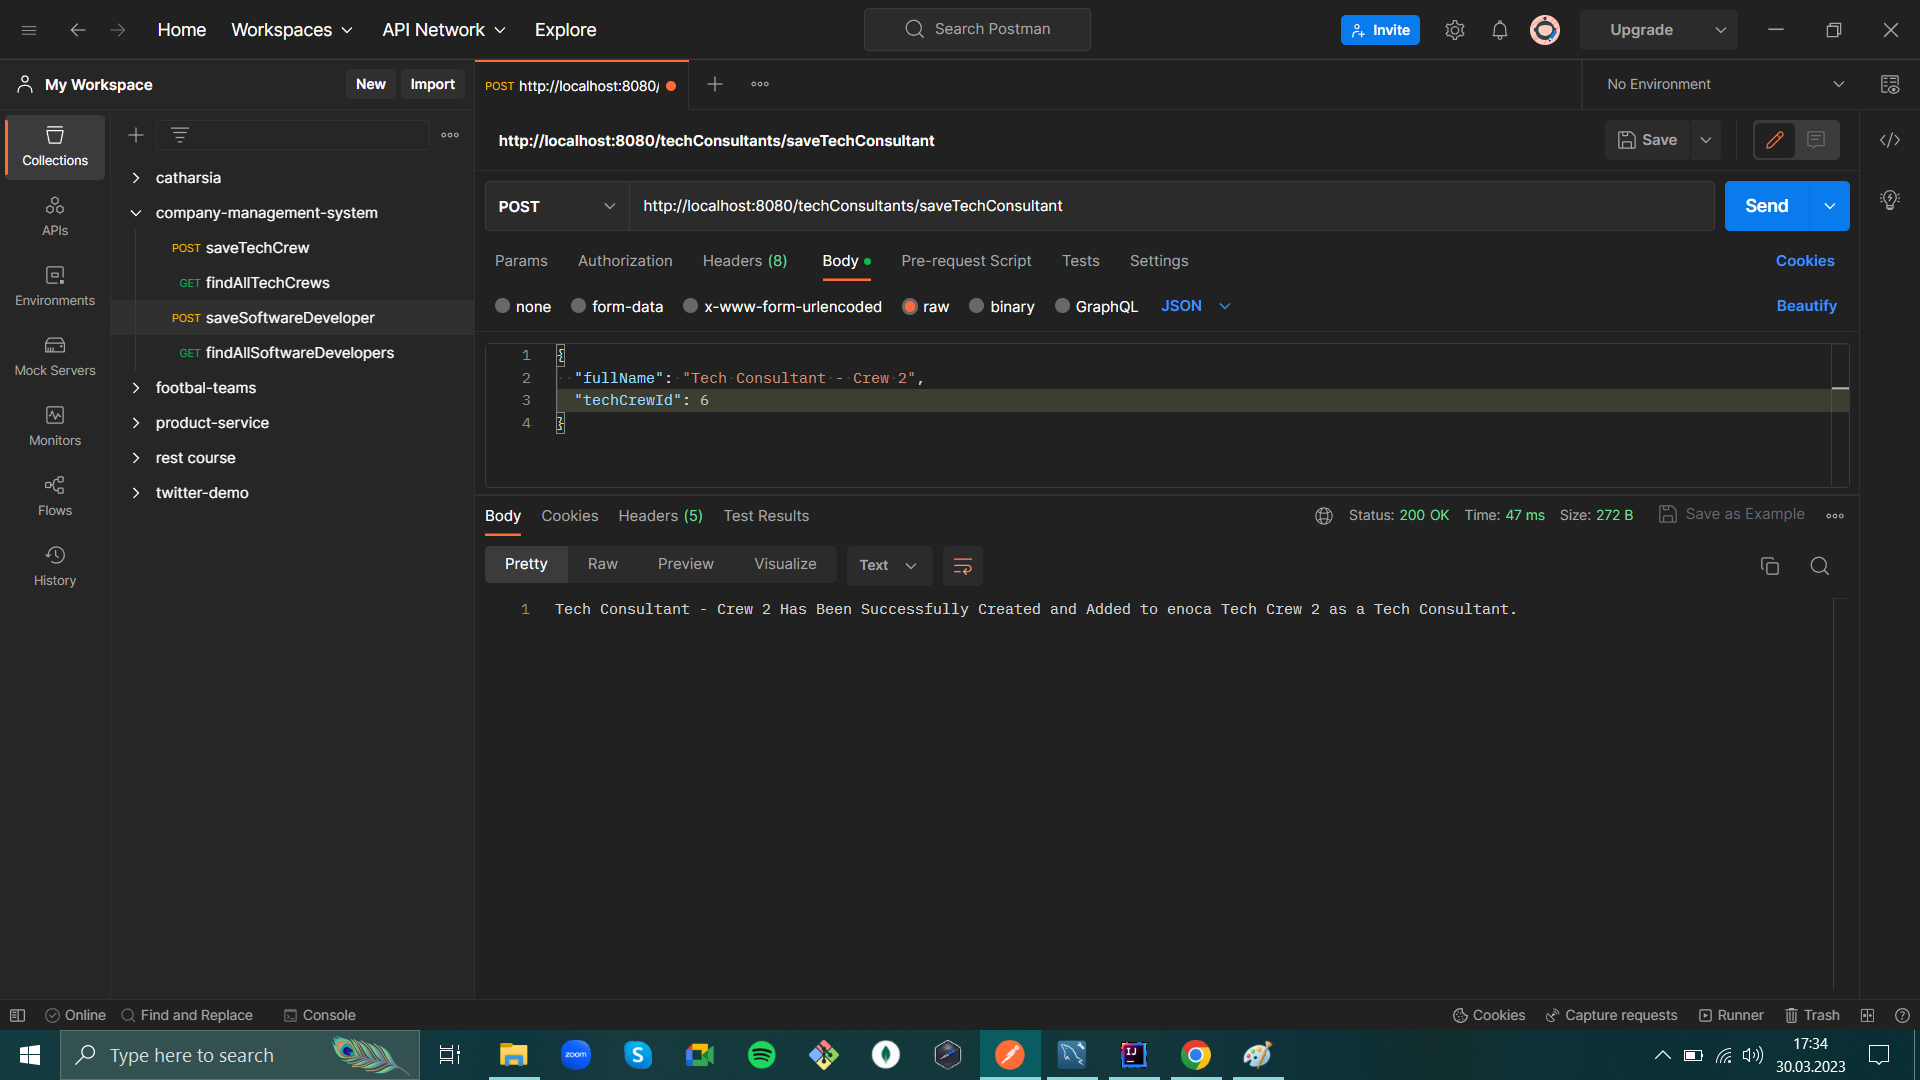 Home Workspaces API Network Explore Search Postman Invite Upgrade
My Workspace New Import POST http://localhost:8080/ No Environment
Collections
APIs
Environments
Mock Servers
Monitors
Flows
History
catharsia
company-management-system
POST saveTechCrew
GET findAllTechCrews
POST saveSoftwareDeveloper
GET findAllSoftwareDevelopers
footbal-teams
product-service
rest course
twitter-demo
http://localhost:8080/techConsultants/saveTechConsultant Save
POST http://localhost:8080/techConsultants/saveTechConsultant Send
Params Authorization Headers (8) Body Pre-request Script Tests Settings Cookies
none form-data x-www-form-urlencoded raw binary GraphQL JSON Beautify
1 {
2 "fullName": "Tech Consultant - Crew 2",
3 "techCrewId": 6
4 }
Body Cookies Headers (5) Test Results Status: 200 OK Time: 47 ms Size: 272 B Save as Example
Pretty Raw Preview Visualize Text
1 Tech Consultant - Crew 2 Has Been Successfully Created and Added to enoca Tech Crew 2 as a Tech Consultant.
Online Find and Replace Console Cookies Capture requests Runner Trash
Type here to search zoom IJ 17:34
30.03.2023